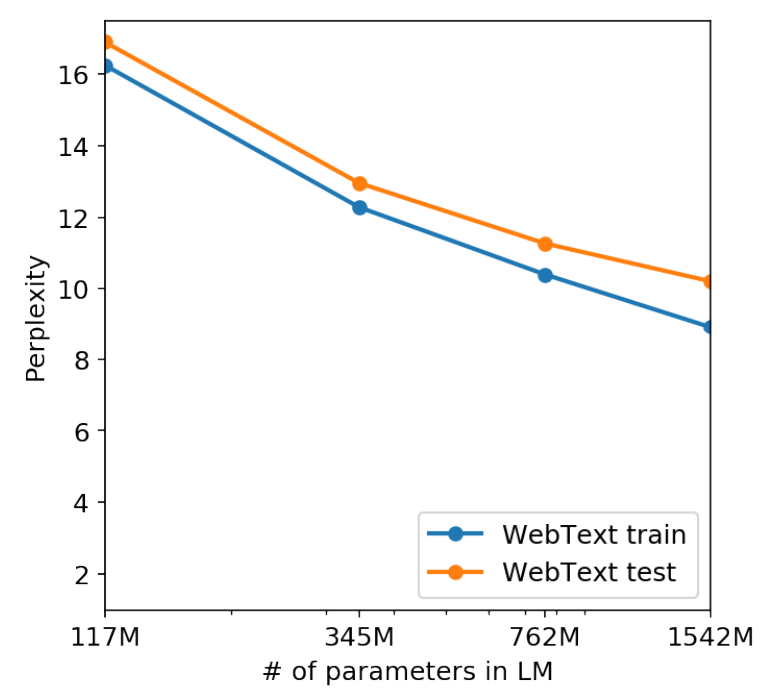 16
14
12
10
8
6
4
2
Perplexity
WebText train
WebText test
117M 345M 762M 1542M
# of parameters in LM